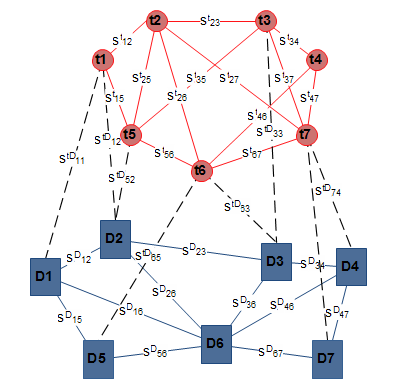 t2
S^t_23
t3
S^t_12
S^t_34
t1
t4
S^t_25
S^t_35
S^t_27
S^t_37
S^t_15
S^t_26
S^t_47
S^t_46
t5
S^tD_33
t7
S^tD_12
S^t_56
S^t_67
S^tD_11
t6
S^tD_52
S^tD_74
S^tD_63
D2
S^D_23
S^tD_65
S^D_12
D3
S^D_34
D4
D1
S^D_26
S^D_36
S^D_46
S^D_16
S^D_15
S^D_47
D6
S^D_56
S^D_67
D5
D7